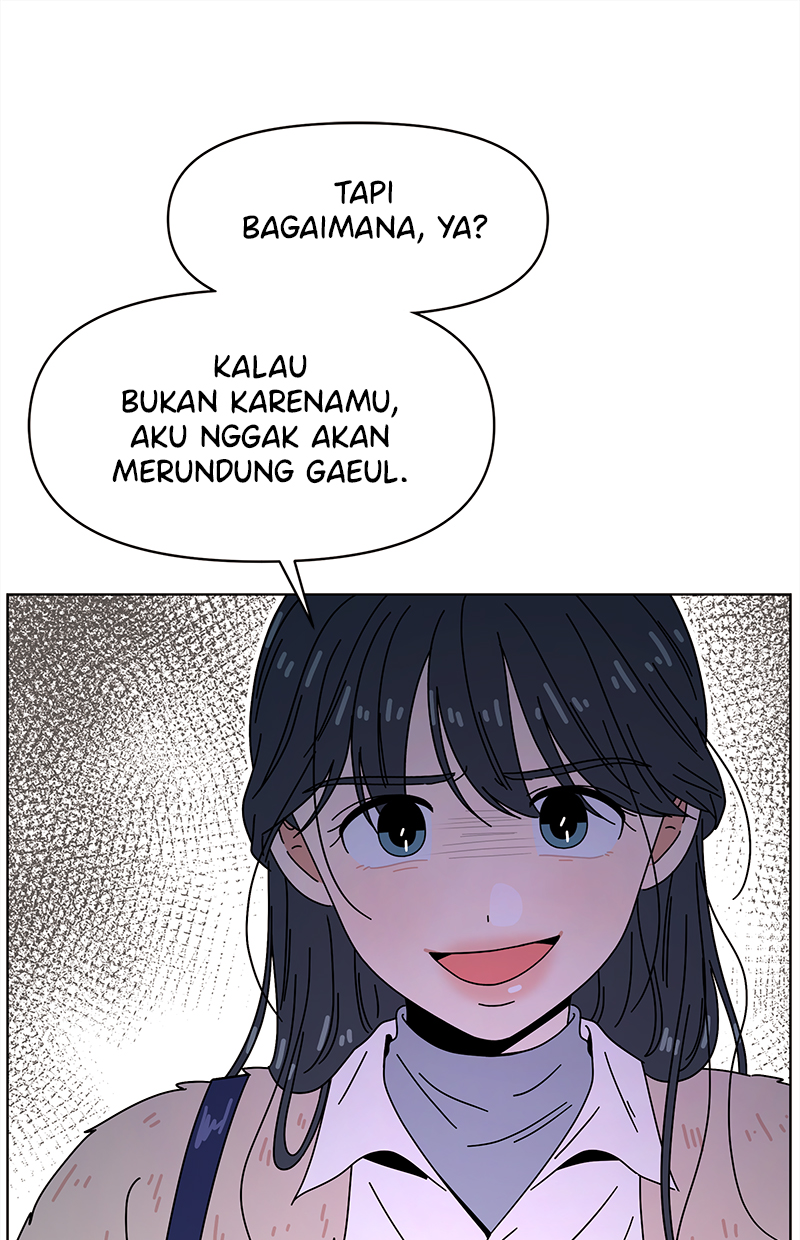 TAPI
BAGAIMANA, YA?
KALAU
BUKAN KARENAMU,
AKU NGGAK AKAN
MERUNDUNG GAEUL.